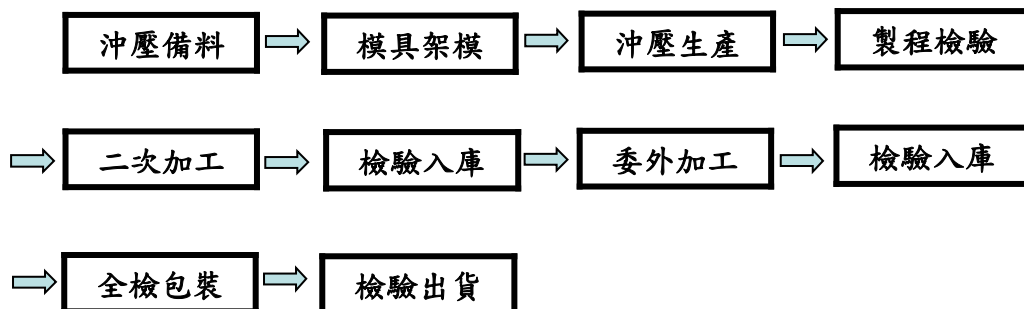 沖壓備料 模具架模 沖壓生產 製程檢驗
二次加工 檢驗入庫 委外加工 檢驗入庫
全檢包裝 檢驗出貨